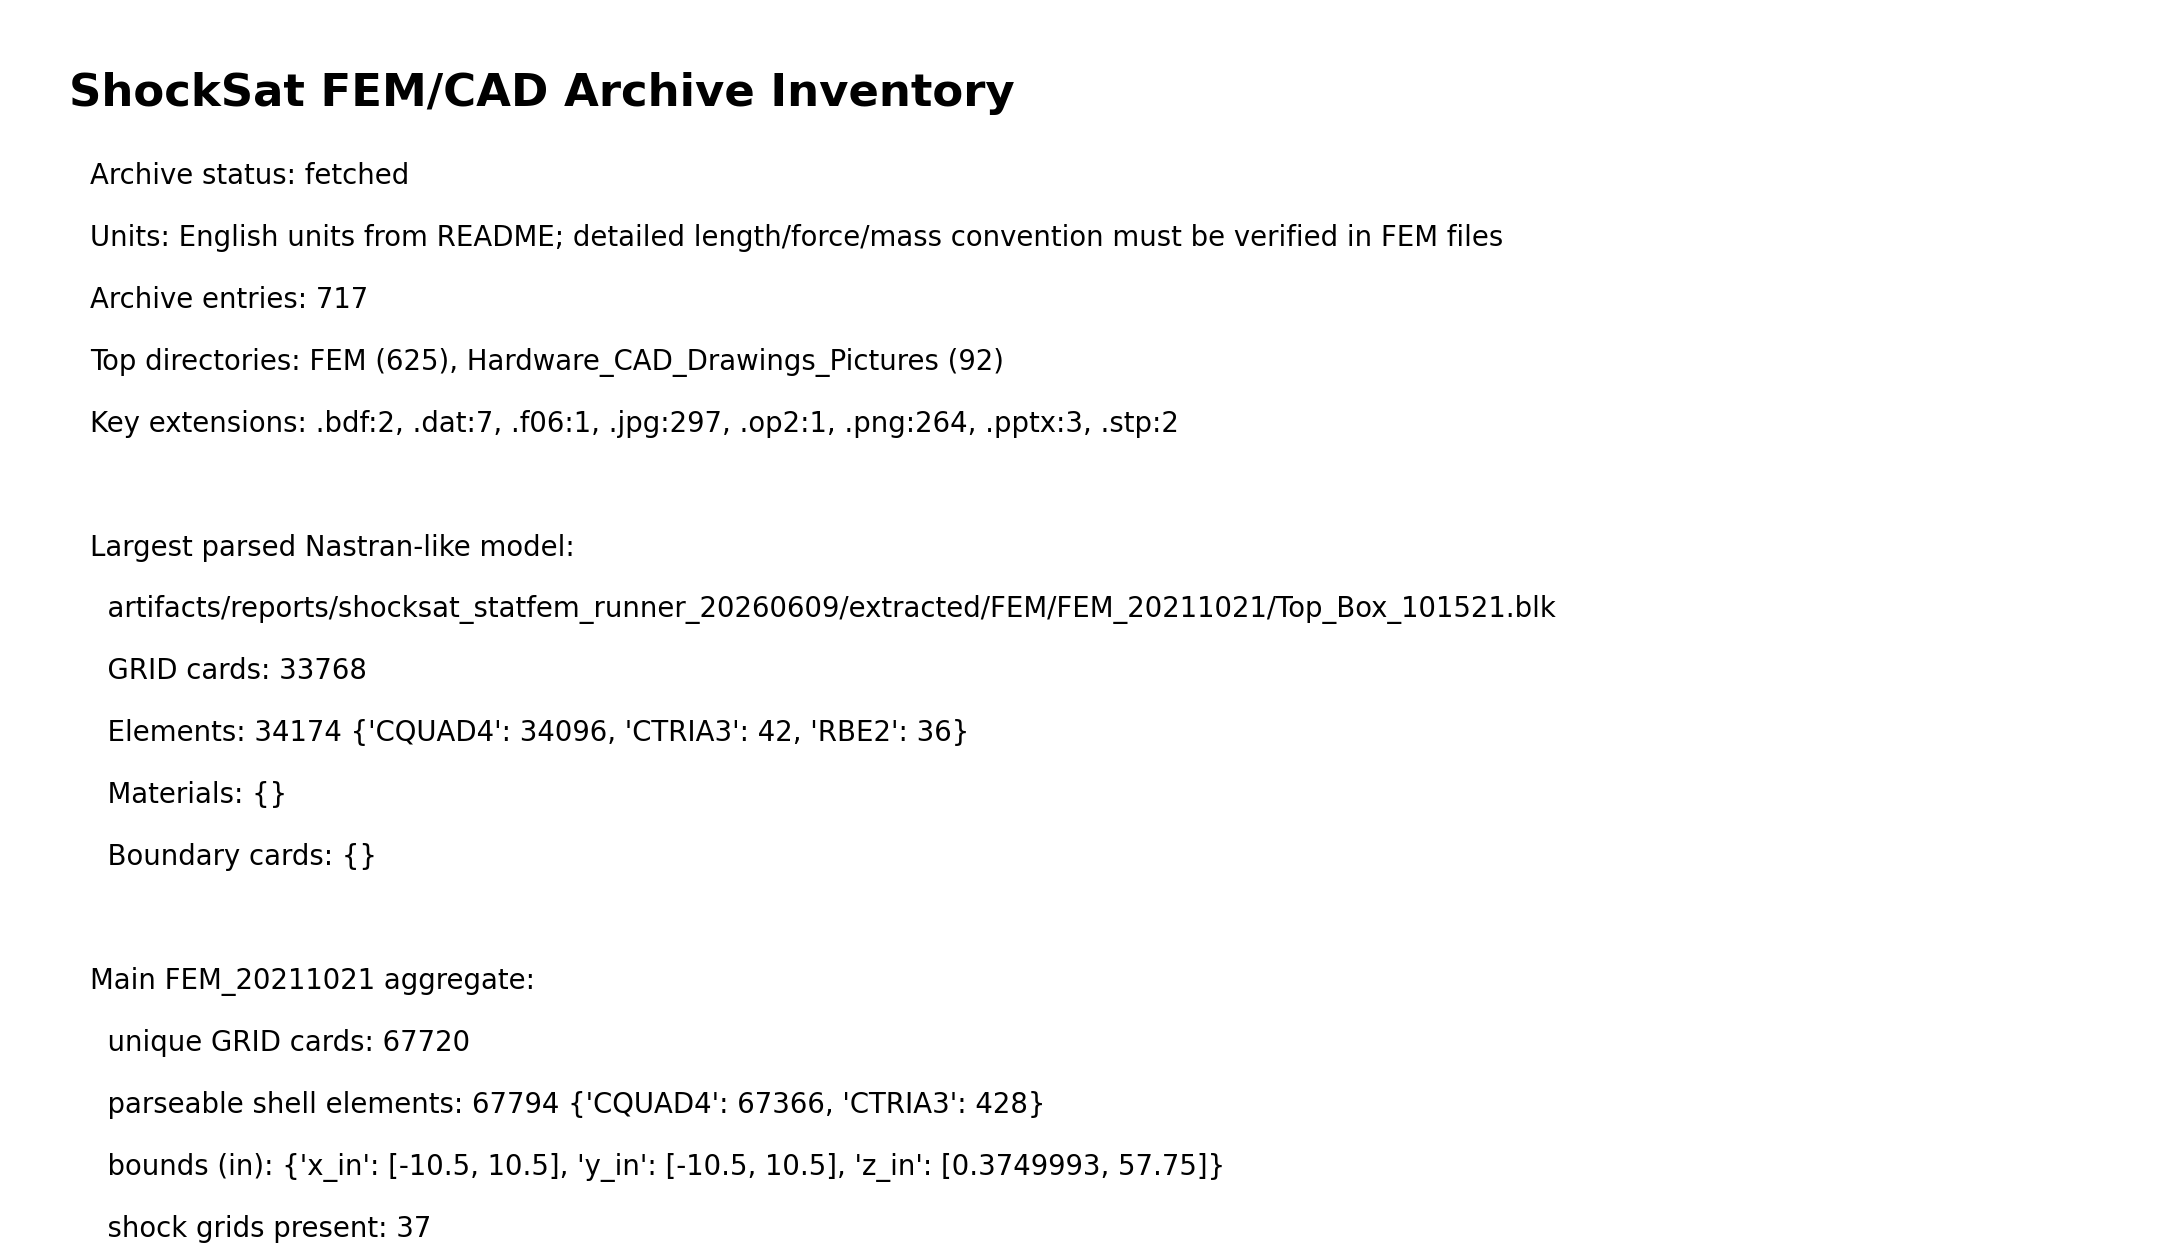 ShockSat FEM/CAD Archive Inventory
Archive status: fetched
Units: English units from README; detailed length/force/mass convention must be verified in FEM files
Archive entries: 717
Top directories: FEM (625), Hardware_CAD_Drawings_Pictures (92)
Key extensions: .bdf:2, .dat:7, .f06:1, .jpg:297, .op2:1, .png:264, .pptx:3, .stp:2
Largest parsed Nastran-like model:
artifacts/reports/shocksat_statfem_runner_20260609/extracted/FEM/FEM_20211021/Top_Box_101521.blk
GRID cards: 33768
Elements: 34174 {'CQUAD4': 34096, 'CTRIA3': 42, 'RBE2': 36}
Materials: {}
Boundary cards: {}
Main FEM_20211021 aggregate:
unique GRID cards: 67720
parseable shell elements: 67794 {'CQUAD4': 67366, 'CTRIA3': 428}
bounds (in): {'x_in': [-10.5, 10.5], 'y_in': [-10.5, 10.5], 'z_in': [0.3749993, 57.75]}
shock grids present: 37